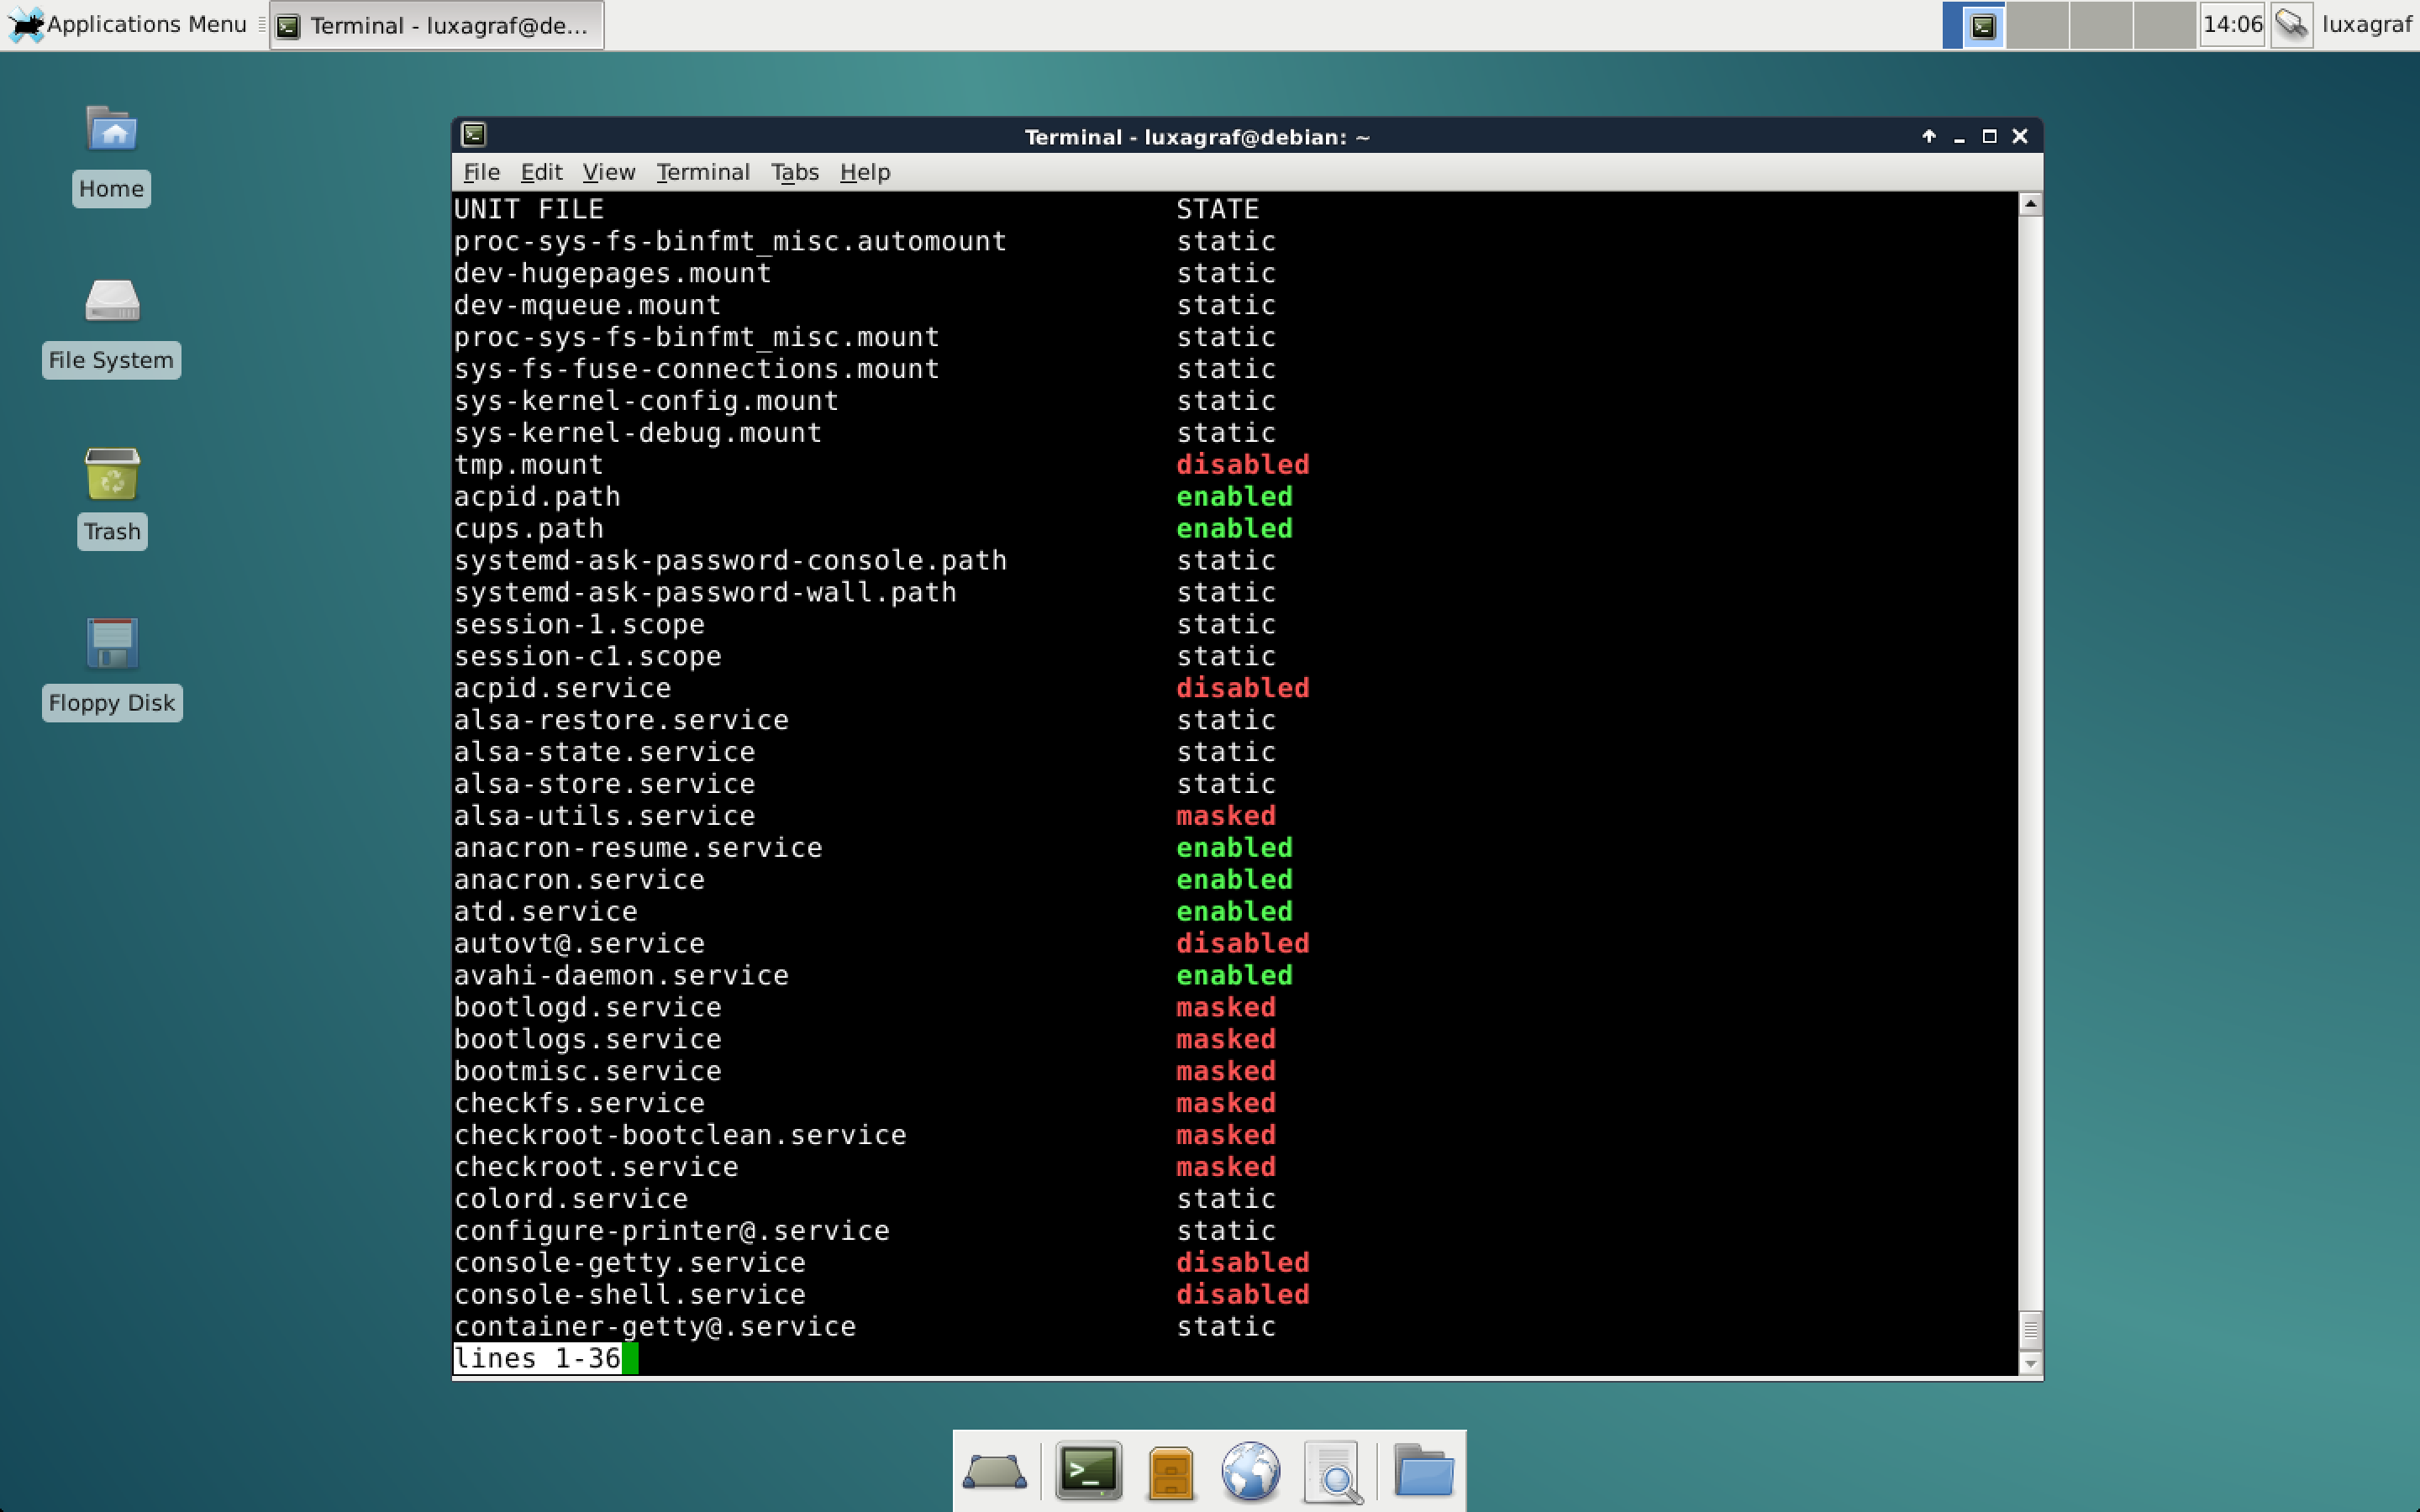 Applications Menu Terminal - luxagraf@de... 14:06 luxagraf
Home
File System
Trash
Floppy Disk
Terminal - luxagraf@debian: ~
File Edit View Terminal Tabs Help
UNIT FILE STATE
proc-sys-fs-binfmt_misc.automount static
dev-hugepages.mount static
dev-mqueue.mount static
proc-sys-fs-binfmt_misc.mount static
sys-fs-fuse-connections.mount static
sys-kernel-config.mount static
sys-kernel-debug.mount static
tmp.mount disabled
acpid.path enabled
cups.path enabled
systemd-ask-password-console.path static
systemd-ask-password-wall.path static
session-1.scope static
session-c1.scope static
acpid.service disabled
alsa-restore.service static
alsa-state.service static
alsa-store.service static
alsa-utils.service masked
anacron-resume.service enabled
anacron.service enabled
atd.service enabled
autovt@.service disabled
avahi-daemon.service enabled
bootlogd.service masked
bootlogs.service masked
bootmisc.service masked
checkfs.service masked
checkroot-bootclean.service masked
checkroot.service masked
colord.service static
configure-printer@.service static
console-getty.service disabled
console-shell.service disabled
container-getty@.service static
lines 1-36